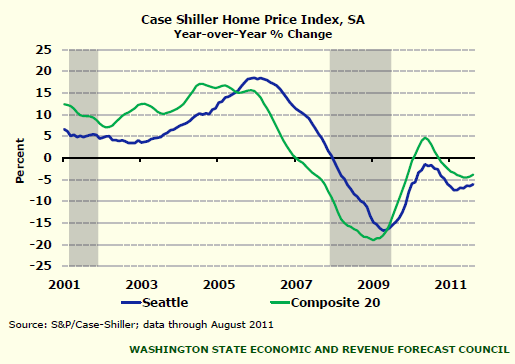 Case Shiller Home Price Index, SA
Year-over-Year % Change
25
20
15
10
5
0
-5
-10
-15
-20
-25
Percent
2001 2003 2005 2007 2009 2011
Seattle Composite 20
Source: S&P/Case-Shiller; data through August 2011
WASHINGTON STATE ECONOMIC AND REVENUE FORECAST COUNCIL